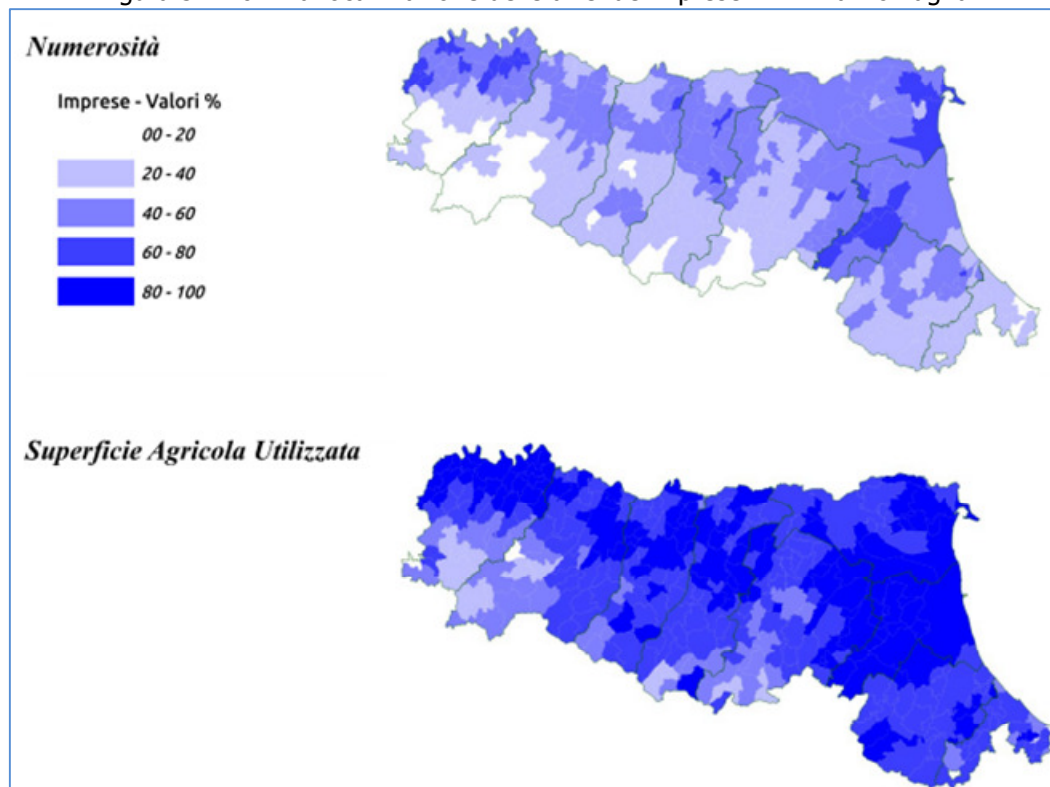 Numerosità
Imprese - Valori %
00 - 20
20 - 40
40 - 60
60 - 80
80 - 100
Superficie Agricola Utilizzata